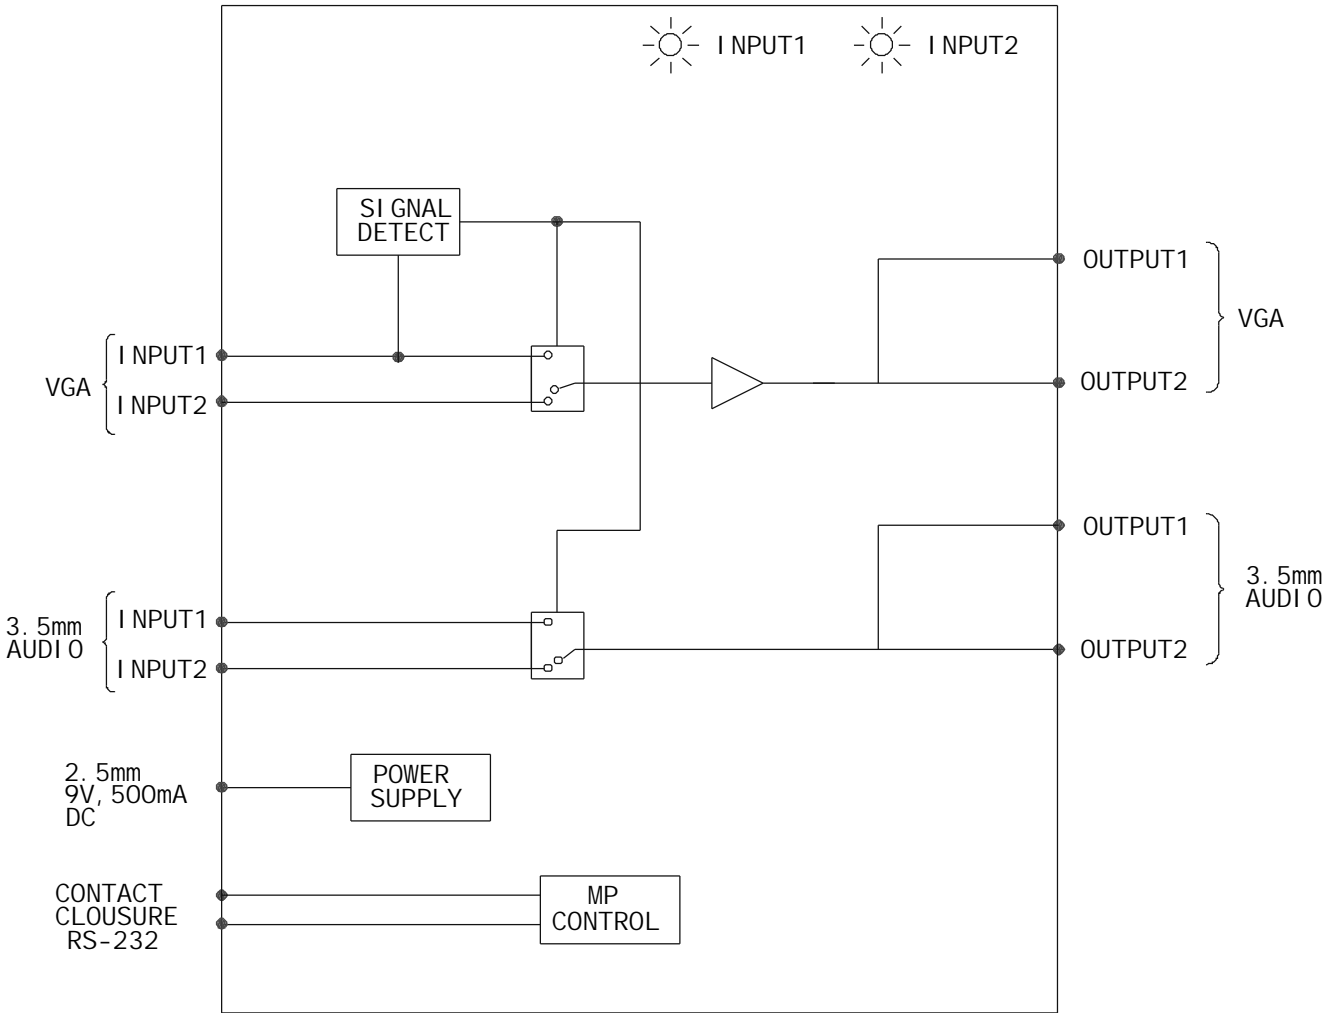 INPUT1
INPUT2
SIGNAL
DETECT
OUTPUT1
VGA
OUTPUT2
VGA
INPUT1
INPUT2
OUTPUT1
3.5mm
AUDIO
OUTPUT2
3.5mm
AUDIO
INPUT1
INPUT2
2.5mm
9V, 500mA
DC
POWER
SUPPLY
CONTACT
CLOUSURE
RS-232
MP
CONTROL